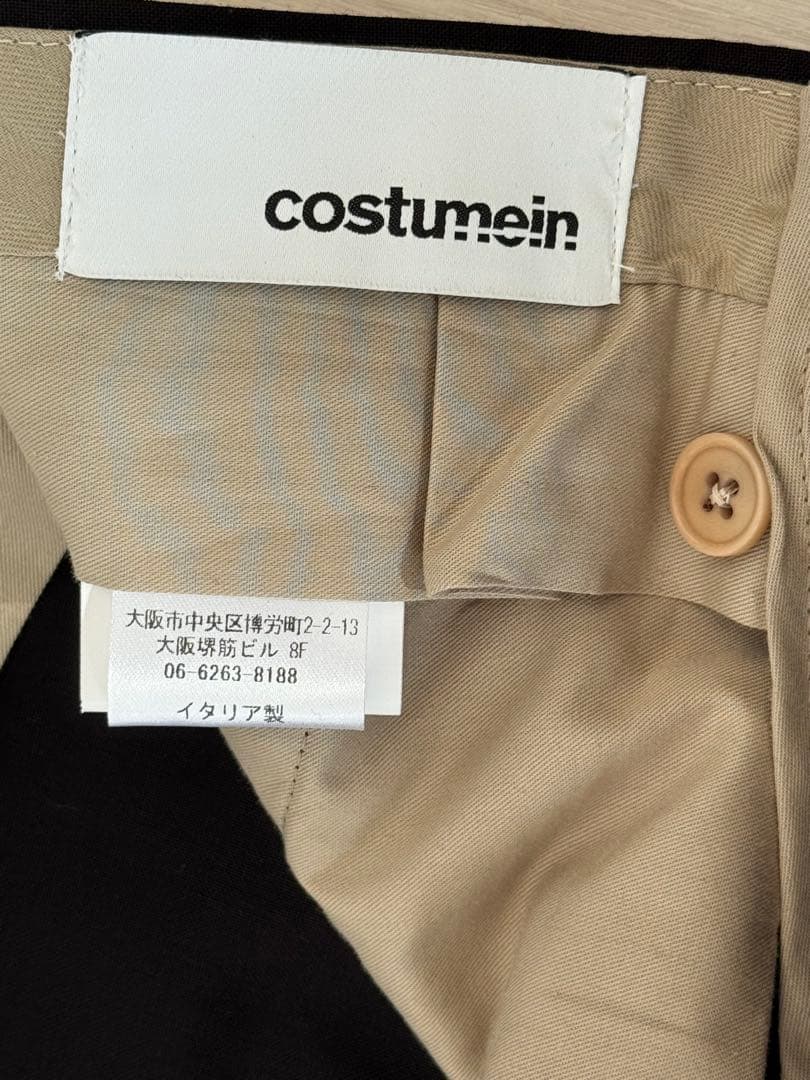 costumein
大阪市中央区博労町2-2-13
大阪堺筋ビル 8F
06-6263-8188
イタリア製